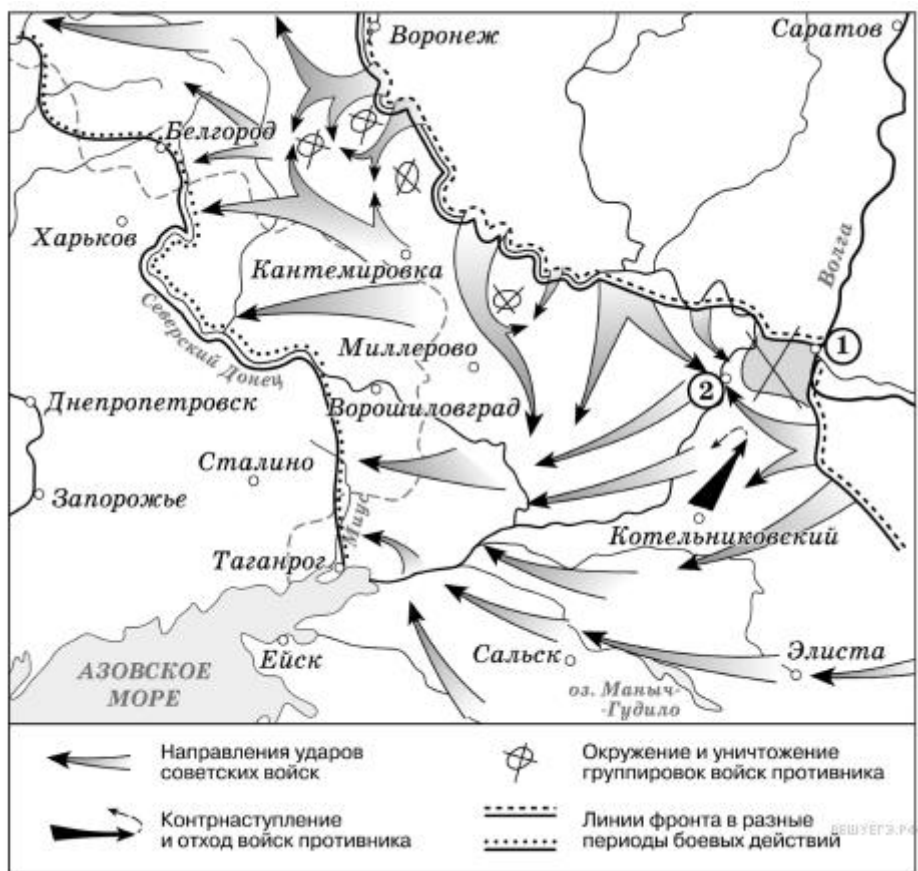 Воронеж
Саратов
Белгород
Волга
Харьков
Кантемировка
Северский Донец
Миллерово
1
2
Днепропетровск
Ворошиловград
Сталино
Запорожье
Миус
Котельниковский
Таганрог
Ейск
Сальск
Элиста
АЗОВСКОЕ
МОРЕ
оз. Маныч-
-Гудило
Направления ударов
советских войск
Окружение и уничтожение
группировок войск противника
Контрнаступление
и отход войск противника
Линии фронта в разные
периоды боевых действий
РЕШУЕГЭ.РФ